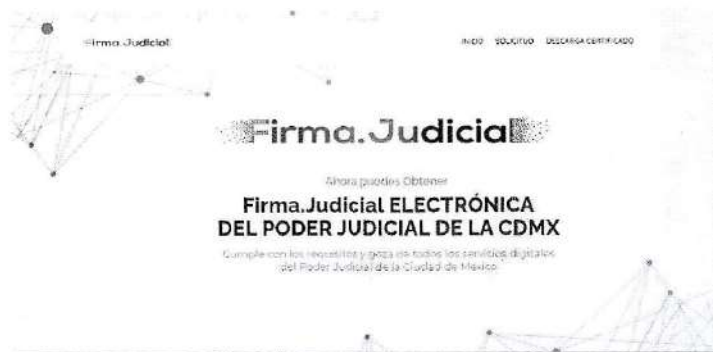 Firma.Judicial
INICIO SOLICITUD DESCARGA CERTIFICADO
Firma.Judicial
Ahora puedes Obtener
Firma.Judicial ELECTRÓNICA
DEL PODER JUDICIAL DE LA CDMX
Cumple con los requisitos y goza de todos los servicios digitales
del Poder Judicial de la Ciudad de México